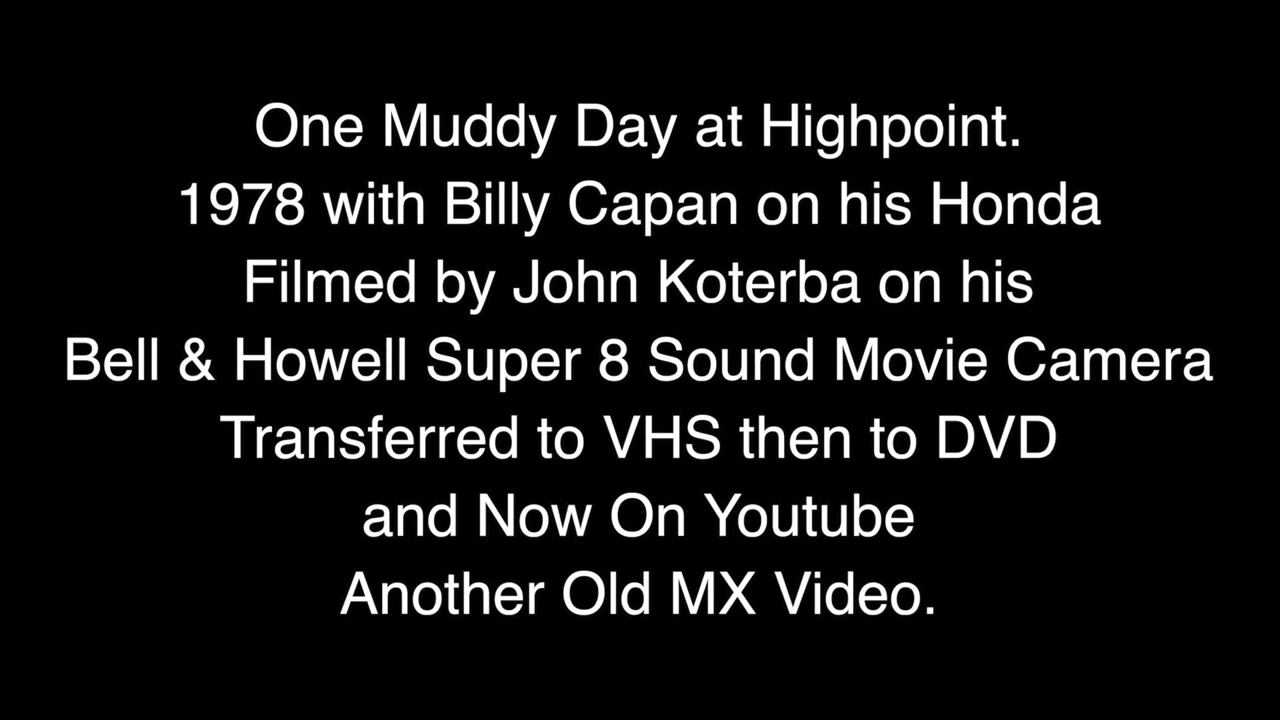 One Muddy Day at Highpoint.
1978 with Billy Capan on his Honda
Filmed by John Koterba on his
Bell & Howell Super 8 Sound Movie Camera
Transferred to VHS then to DVD
and Now On Youtube
Another Old MX Video.